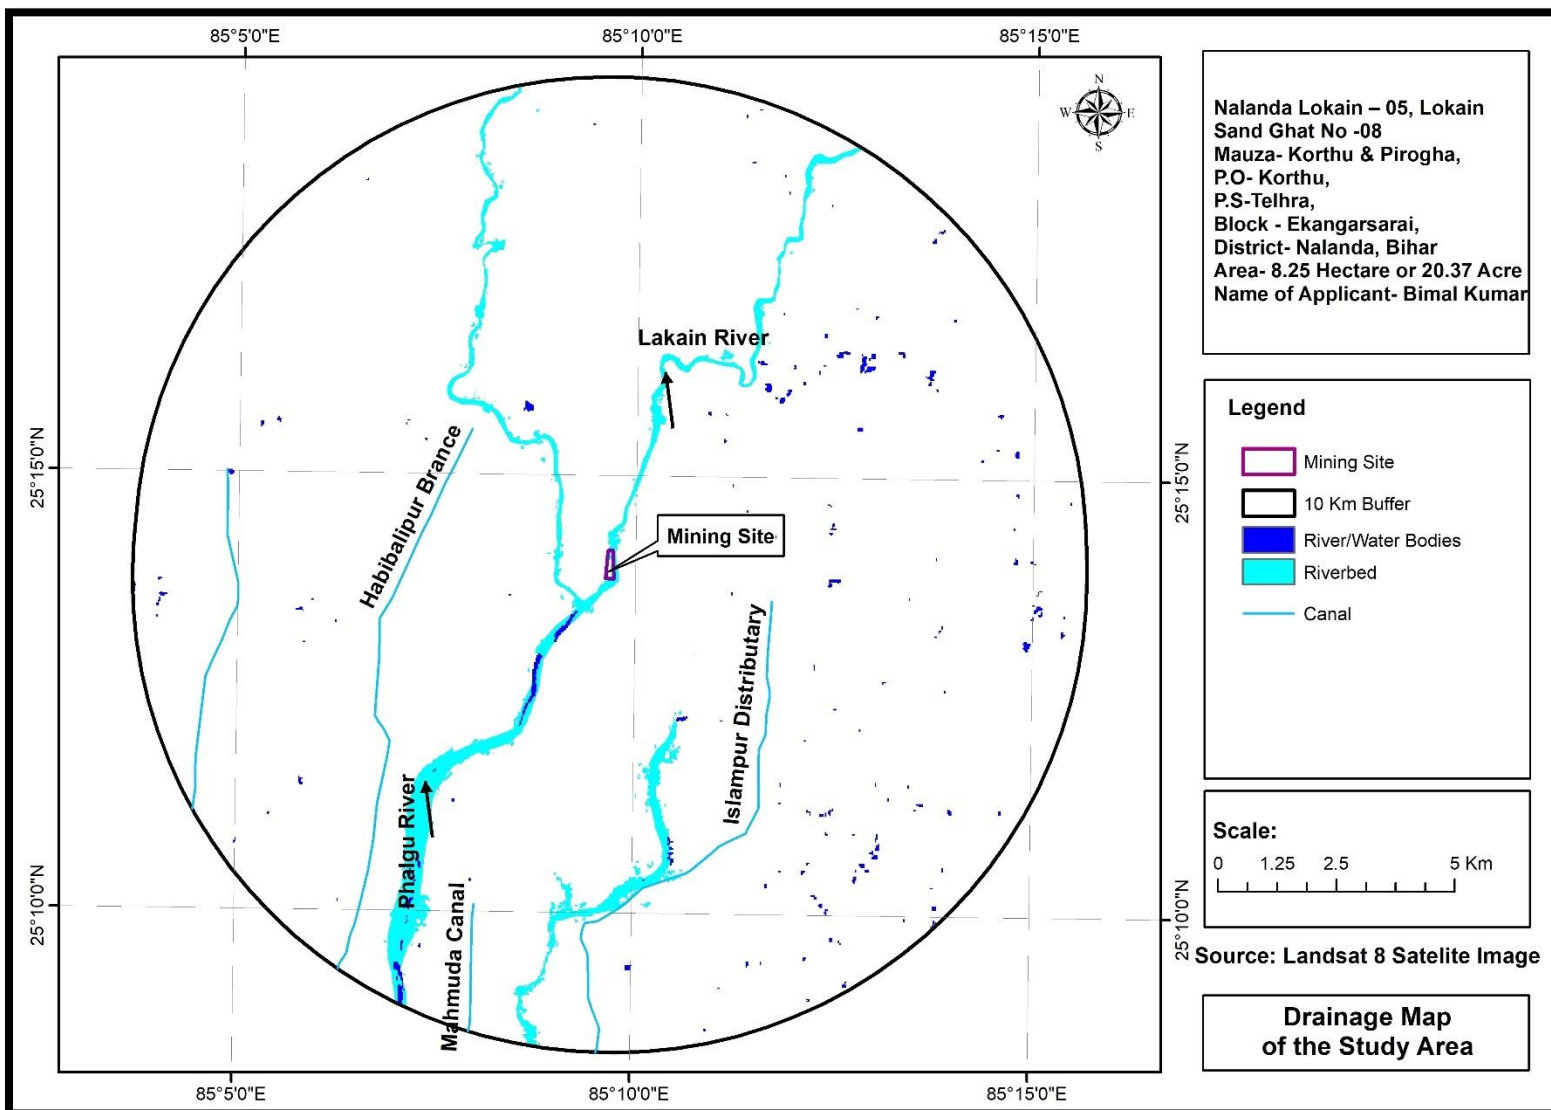 85°5'0"E
85°10'0"E
85°15'0"E
N
W
E
S
Nalanda Lokain – 05, Lokain
Sand Ghat No -08
Mauza- Korthu & Pirogha,
P.O- Korthu,
P.S-Telhra,
Block - Ekangarsarai,
District- Nalanda, Bihar
Area- 8.25 Hectare or 20.37 Acre
Name of Applicant- Bimal Kumar
Lakain River
Habibalipur Brance
Mining Site
Islampur Distributary
Phalgu River
Mahmuda Canal
25°15'0"N
25°15'0"N
25°10'0"N
25°10'0"N
Legend
Mining Site
10 Km Buffer
River/Water Bodies
Riverbed
Canal
Scale:
0 1.25 2.5 5 Km
Source: Landsat 8 Satelite Image
Drainage Map
of the Study Area
85°5'0"E
85°10'0"E
85°15'0"E